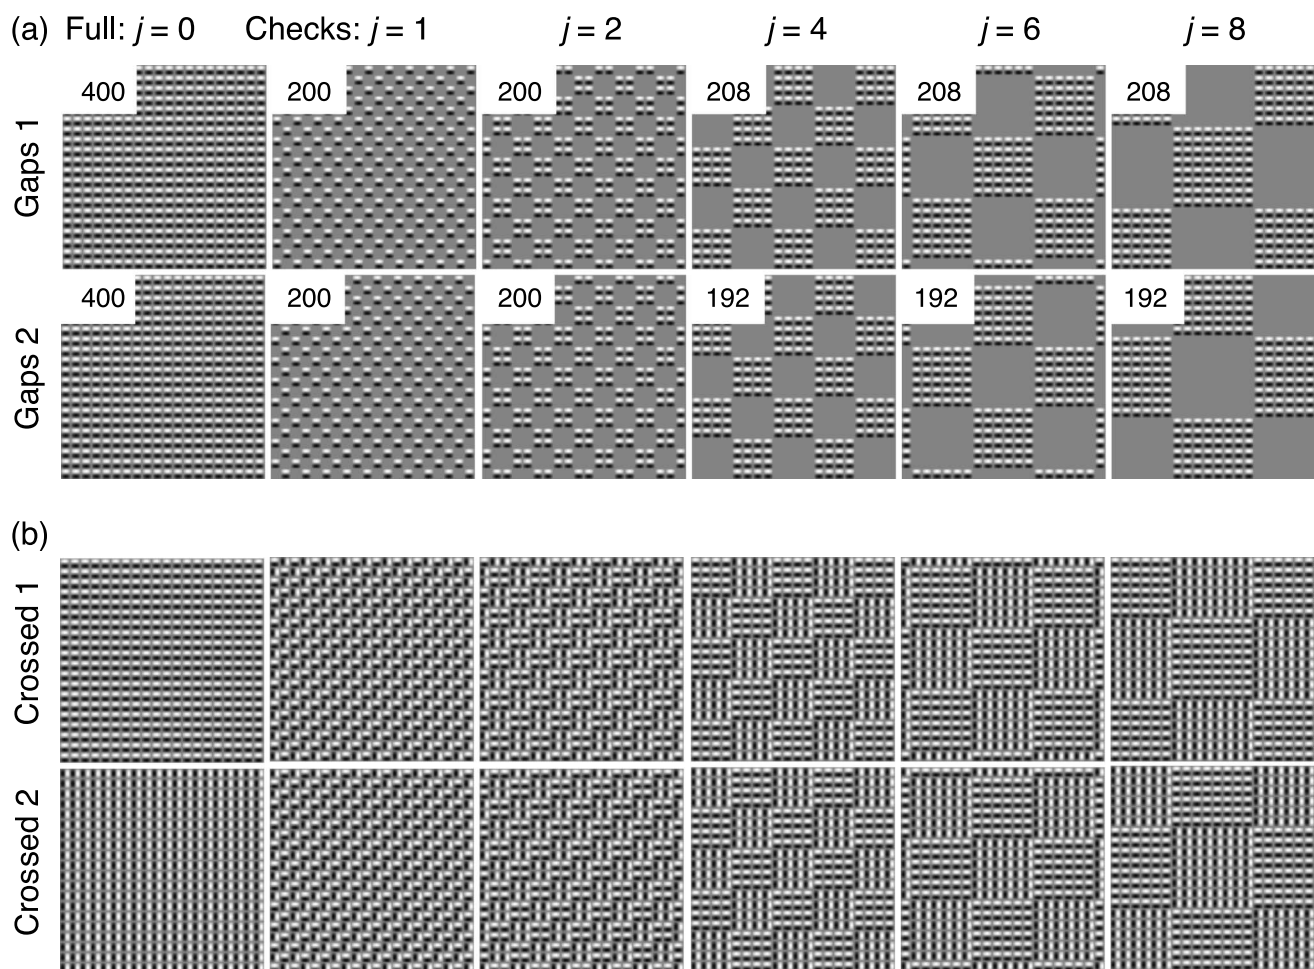 (a) Full: j = 0 Checks: j = 1 j = 2 j = 4 j = 6 j = 8
Gaps 1
400 200 200 208 208 208
Gaps 2
400 200 200 192 192 192
(b)
Crossed 1
Crossed 2